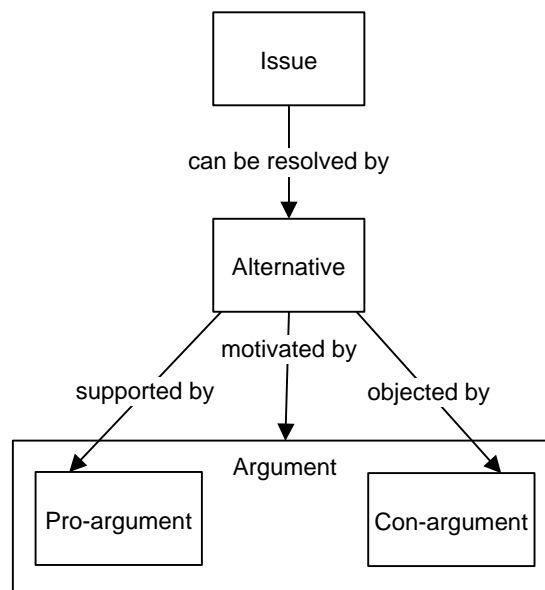 Issue
can be resolved by
Alternative
motivated by
supported by
objected by
Argument
Pro-argument
Con-argument